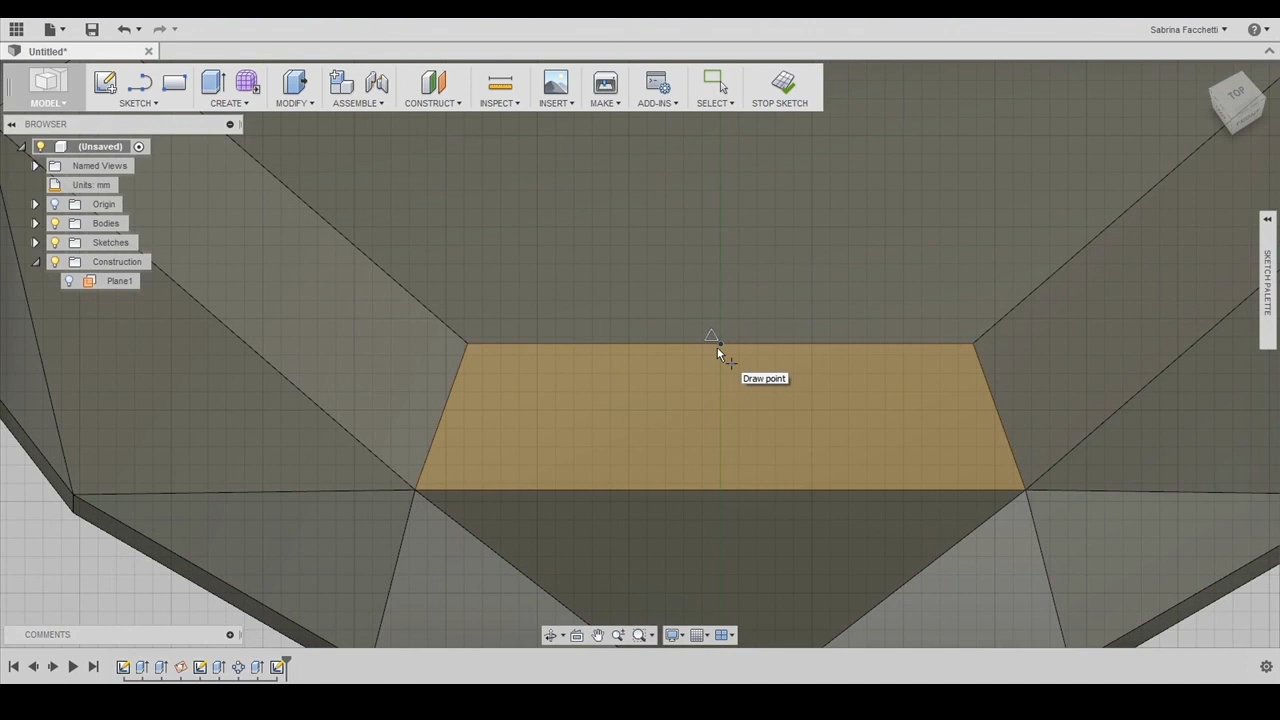 Sabrina Facchetti
Untitled*
MODEL
SKETCH
CREATE
MODIFY
ASSEMBLE
CONSTRUCT
INSPECT
INSERT
MAKE
ADD-INS
SELECT
STOP SKETCH
TOP
BROWSER
(Unsaved)
Named Views
Units: mm
Origin
Bodies
Sketches
Construction
Plane1
SKETCH PALETTE
Draw point
COMMENTS